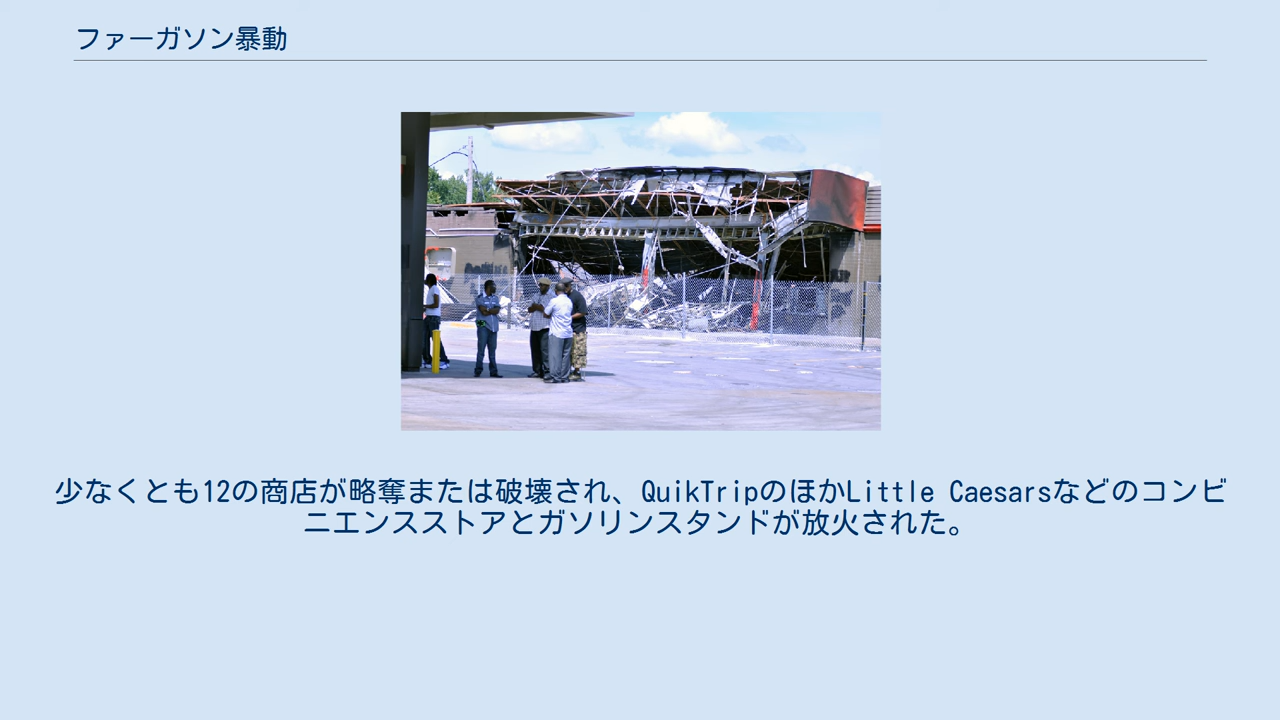 ファーガソン暴動
少なくとも12の商店が略奪または破壊され、QuikTripのほかLittle Caesarsなどのコンビ
ニエンスストアとガソリンスタンドが放火された。